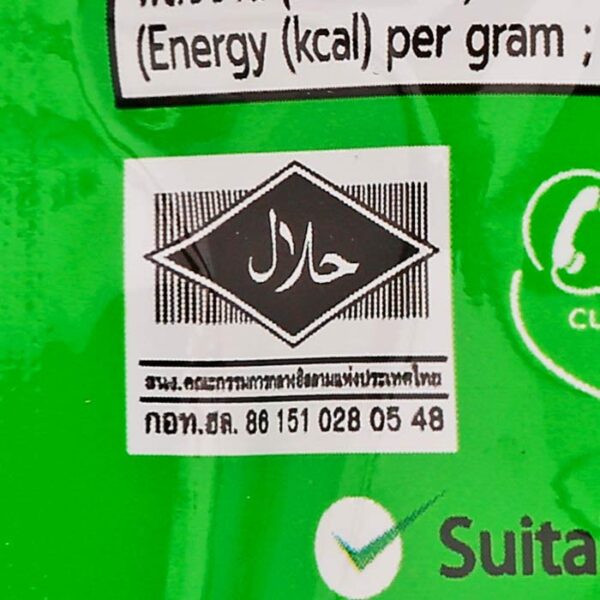 (Energy (kcal) per gram ;
حلال
สนง.คณะกรรมการกลางอิสลามแห่งประเทศไทย
กอท.ฮล. 86 151 028 05 48